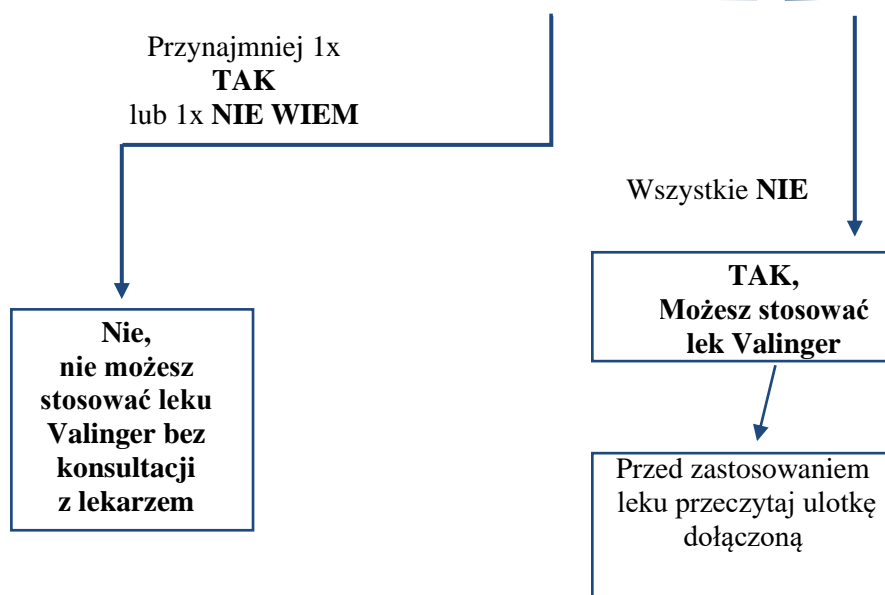 Przynajmniej 1x
TAK
lub 1x NIE WIEM
Wszystkie NIE
Nie,
nie możesz
stosować leku
Valinger bez
konsultacji
z lekarzem
TAK,
Możesz stosować
lek Valinger
Przed zastosowaniem
leku przeczytaj ulotkę
dołączoną